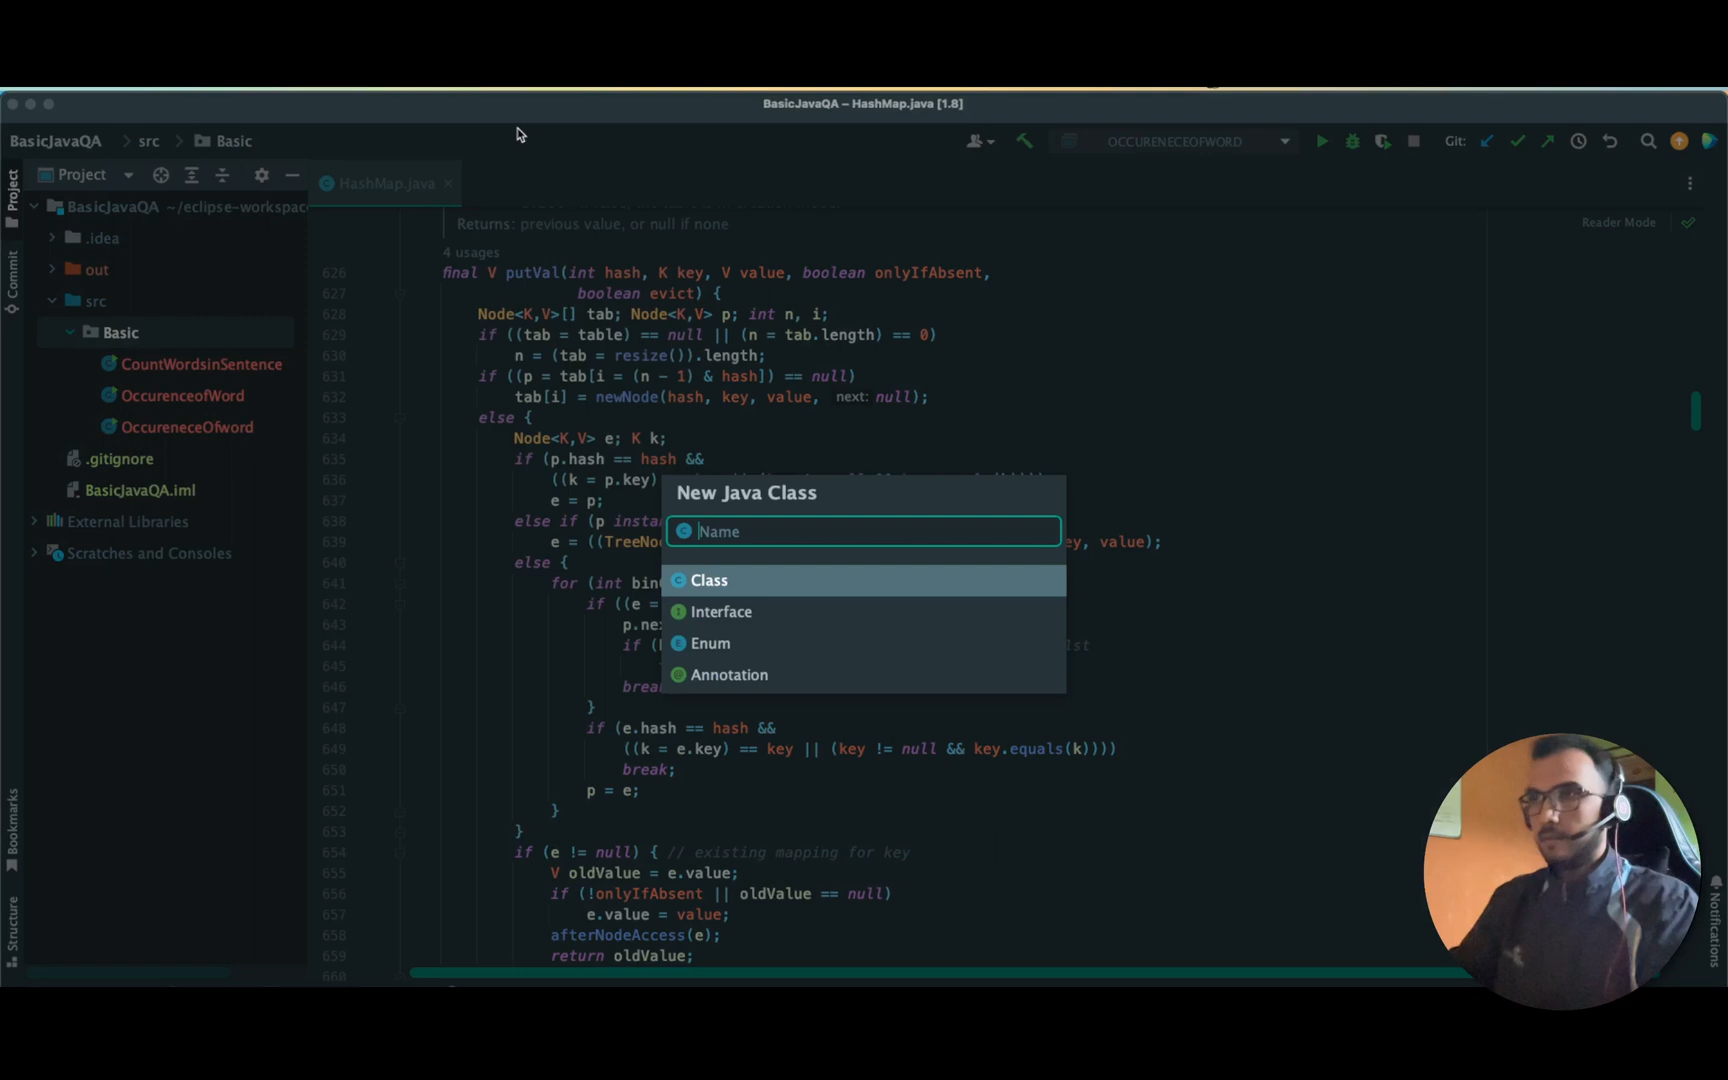 BasicJavaQA – HashMap.java [1.8]
BasicJavaQA
src
Basic
OCCURENECEOFWORD
Git:
Project
Project
HashMap.java
BasicJavaQA ~/eclipse-workspac
.idea
out
src
Basic
CountWordsinSentence
OccurenceofWord
OccureneceOfword
.gitignore
BasicJavaQA.iml
External Libraries
Scratches and Consoles
Commit
Bookmarks
Structure
Reader Mode
Notifications
Returns: previous value, or null if none
4 usages
626 final V putVal(int hash, K key, V value, boolean onlyIfAbsent,
627 boolean evict) {
628 Node<K,V>[] tab; Node<K,V> p; int n, i;
629 if ((tab = table) == null || (n = tab.length) == 0)
630 n = (tab = resize()).length;
631 if ((p = tab[i = (n - 1) & hash]) == null)
632 tab[i] = newNode(hash, key, value, next: null);
633 else {
634 Node<K,V> e; K k;
635 if (p.hash == hash &&
636 ((k = p.key)
637 e = p;
638 else if (p insta
639 e = ((TreeNo ey, value);
640 else {
641 for (int bin
642 if ((e =
643 p.ne
644 if ( 1st
645
646 brea
647 }
648 if (e.hash == hash &&
649 ((k = e.key) == key || (key != null && key.equals(k))))
650 break;
651 p = e;
652 }
653 }
654 if (e != null) { // existing mapping for key
655 V oldValue = e.value;
656 if (!onlyIfAbsent || oldValue == null)
657 e.value = value;
658 afterNodeAccess(e);
659 return oldValue;
660
New Java Class
Name
Class
Interface
Enum
Annotation